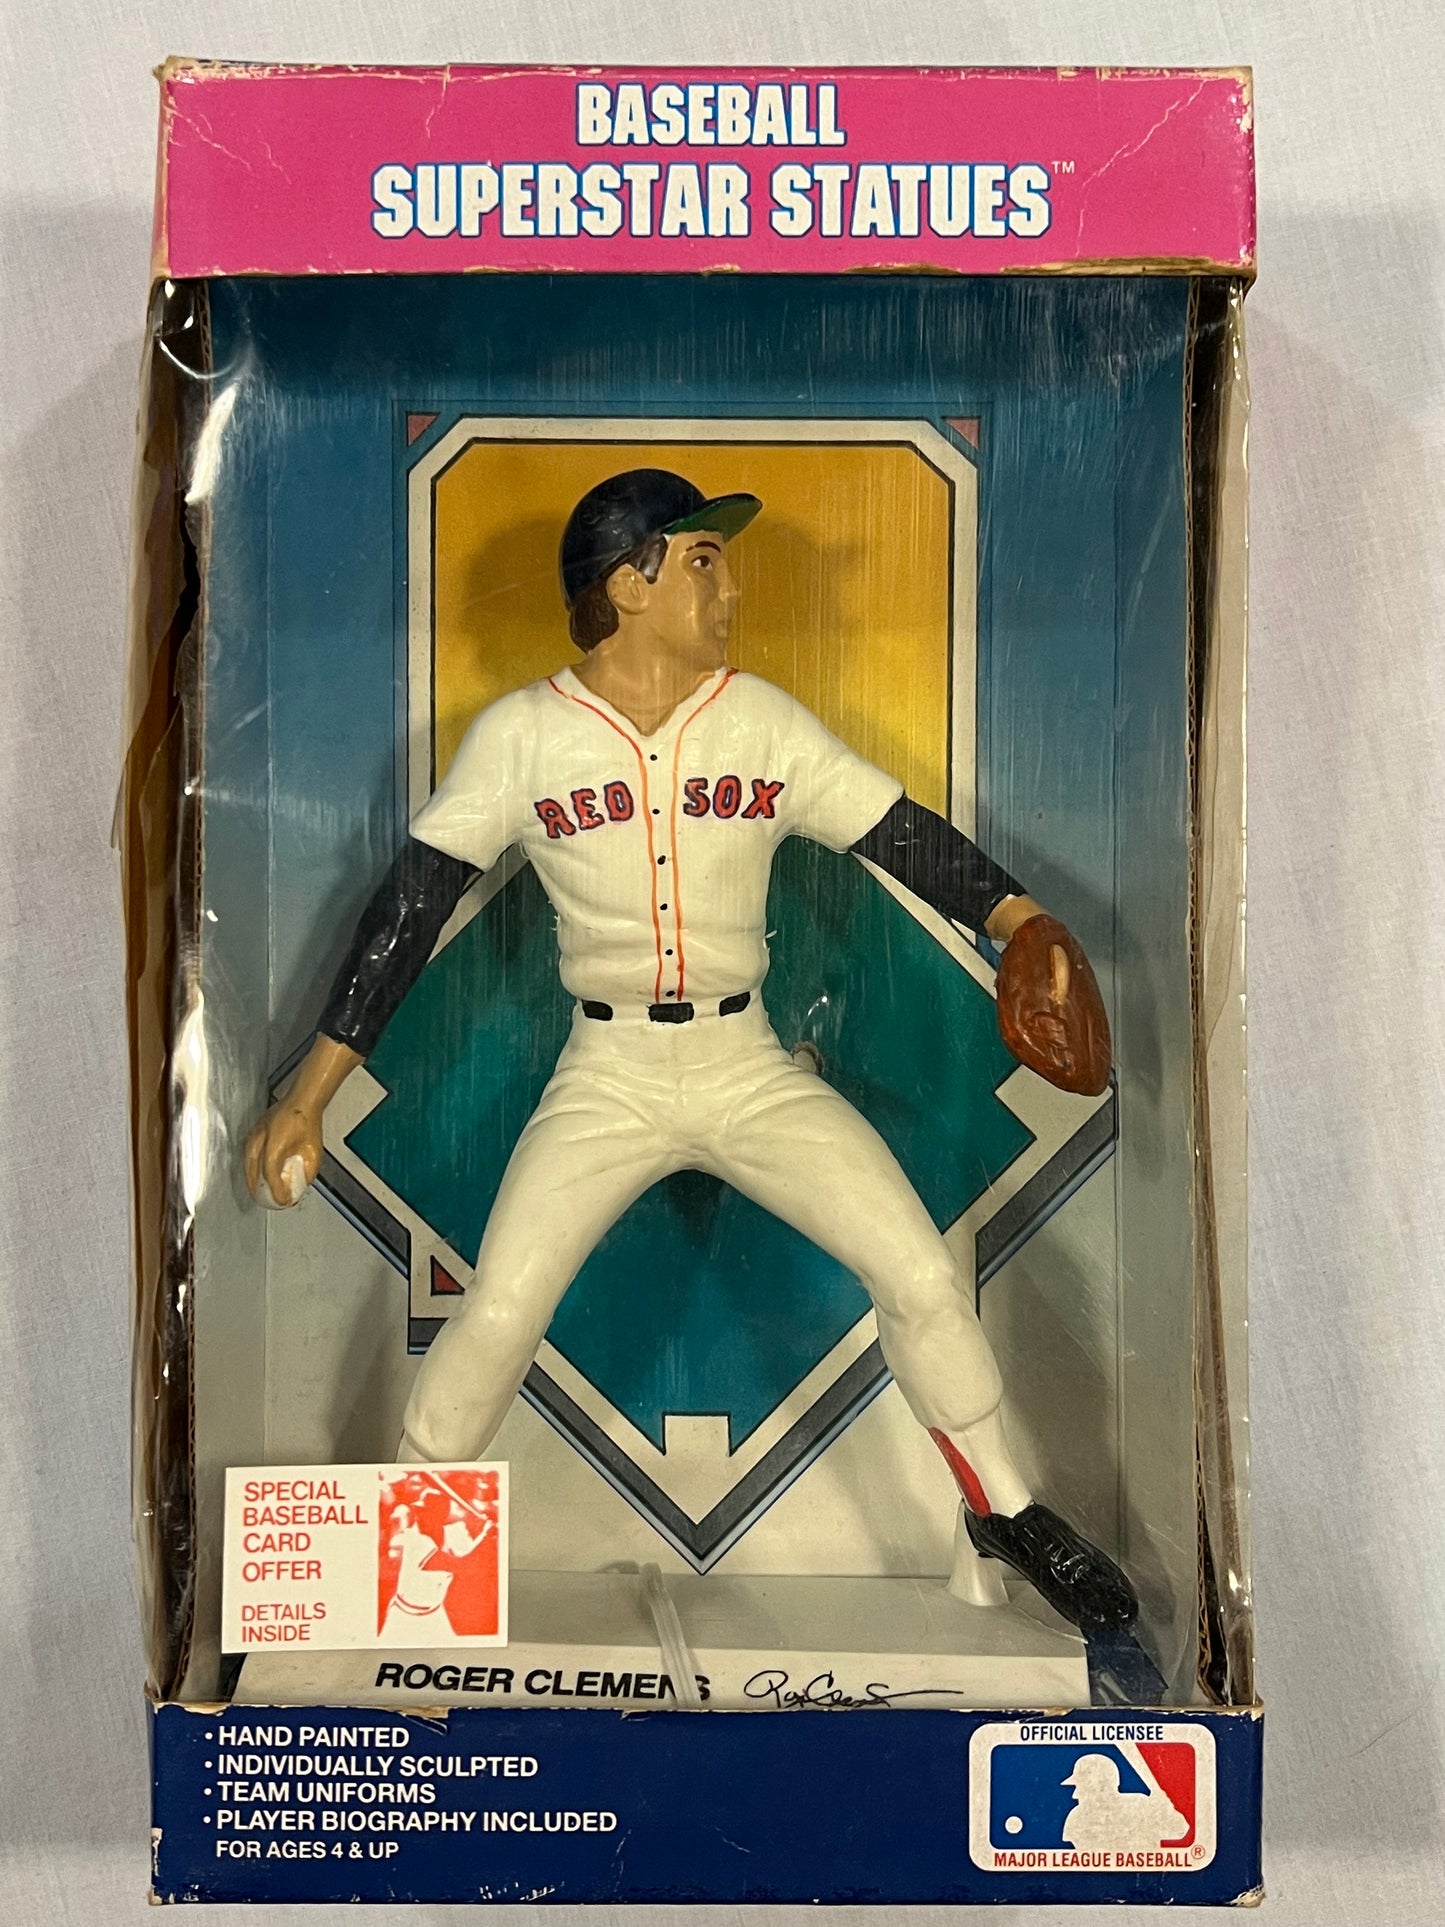 BASEBALL
SUPERSTAR STATUES™
RED SOX
SPECIAL
BASEBALL
CARD
OFFER
DETAILS
INSIDE
ROGER CLEMENS
• HAND PAINTED
• INDIVIDUALLY SCULPTED
• TEAM UNIFORMS
• PLAYER BIOGRAPHY INCLUDED
FOR AGES 4 & UP
OFFICIAL LICENSEE
MAJOR LEAGUE BASEBALL®